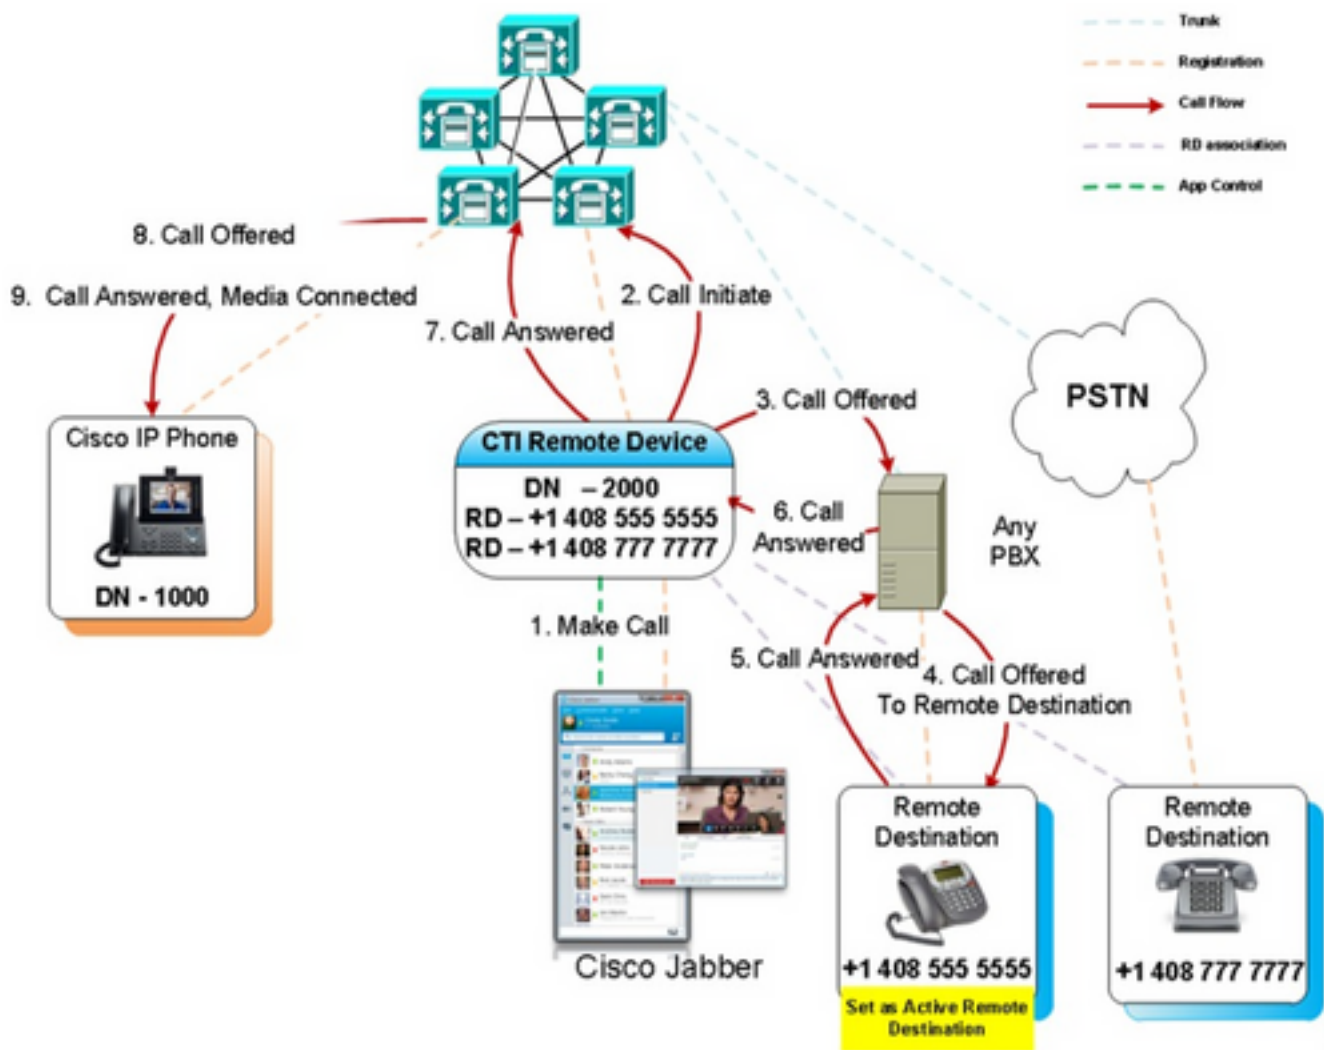 Trunk
Registration
Call Flow
RD association
App Control
8. Call Offered
9. Call Answered, Media Connected
2. Call Initiate
7. Call Answered
3. Call Offered
PSTN
Cisco IP Phone
DN - 1000
CTI Remote Device
DN – 2000
RD – +1 408 555 5555
RD – +1 408 777 7777
6. Call
Answered
Any
PBX
1. Make Call
5. Call Answered
4. Call Offered
To Remote Destination
Cisco Jabber
Remote
Destination
+1 408 555 5555
Set as Active Remote
Destination
Remote
Destination
+1 408 777 7777